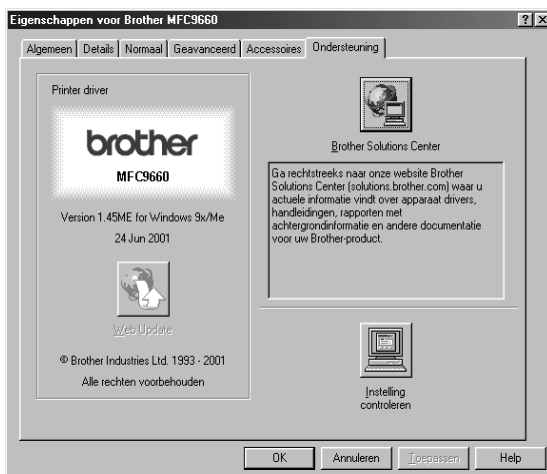 Eigenschappen voor Brother MFC9660
Algemeen
Details
Normaal
Geavanceerd
Accessoires
Ondersteuning
Printer driver
brother
MFC9660
Version 1.45ME for Windows 9x/Me
24 Jun 2001
Web Update
© Brother Industries Ltd. 1993 - 2001
Alle rechten voorbehouden
Brother Solutions Center
Ga rechtstreeks naar onze website Brother
Solutions Center (solutions.brother.com) waar u
actuele informatie vindt over apparaat drivers,
handleidingen, rapporten met
achtergrondinformatie en andere documentatie
voor uw Brother-product.
Instelling
controleren
OK
Annuleren
Toepassen
Help